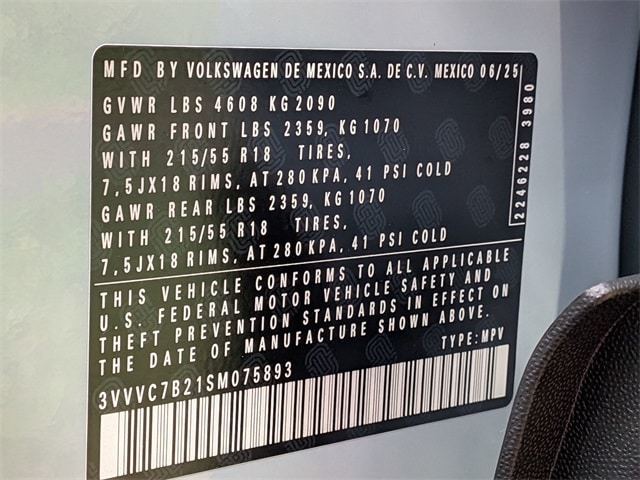 MFD BY VOLKSWAGEN DE MEXICO S.A. DE C.V. MEXICO 06/25
GVWR LBS 4608 KG 2090
GAWR FRONT LBS 2359, KG 1070
WITH 215/55 R18 TIRES,
7,5JX18 RIMS, AT 280 KPA, 41 PSI COLD
GAWR REAR LBS 2359, KG 1070
WITH 215/55 R18 TIRES,
7,5JX18 RIMS, AT 280 KPA, 41 PSI COLD
2246228 3980
THIS VEHICLE CONFORMS TO ALL APPLICABLE
U.S. FEDERAL MOTOR VEHICLE SAFETY AND
THEFT PREVENTION STANDARDS IN EFFECT ON
THE DATE OF MANUFACTURE SHOWN ABOVE.
TYPE: MPV
3VVVC7B21SM075893